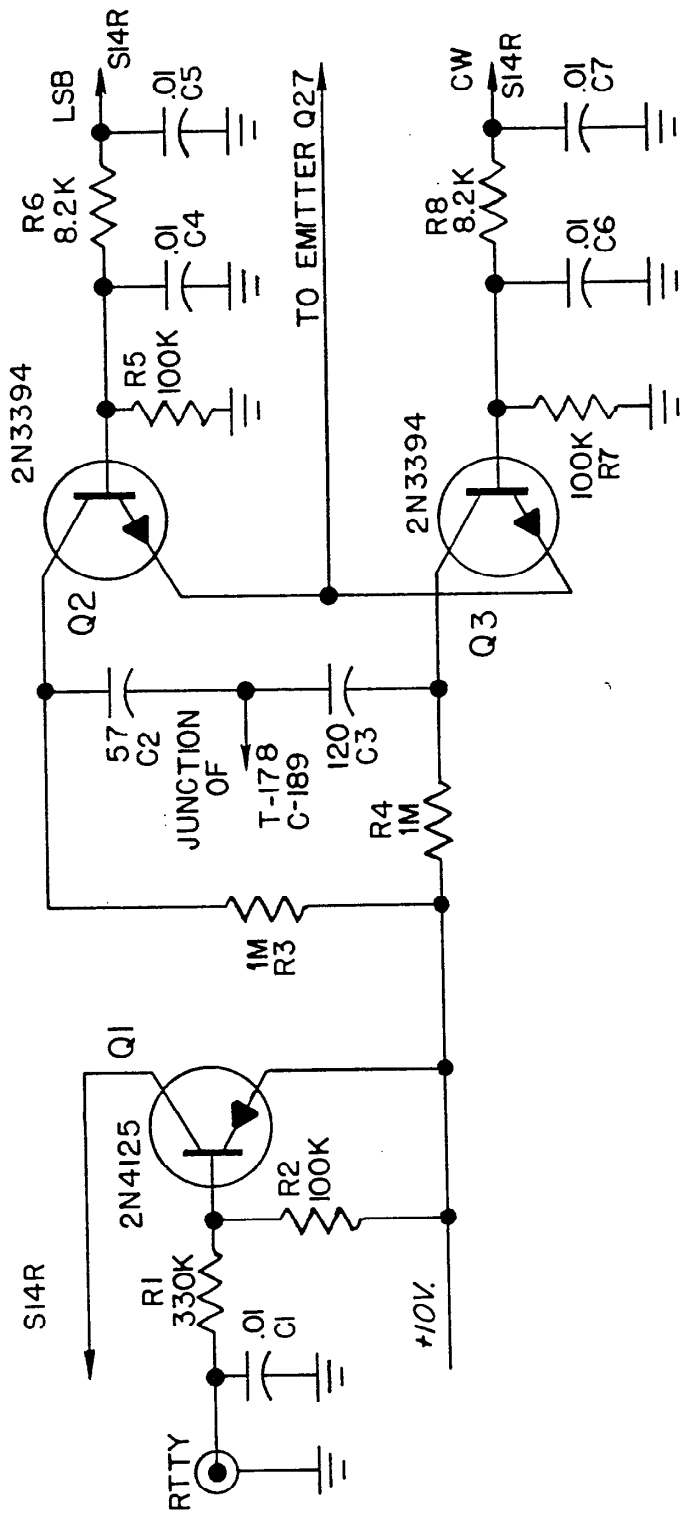 S14R
RTTY
.01
C1
R1
330K
2N4125
Q1
R2
100K
+10V.
1M
R3
R4
1M
57
C2
JUNCTION
OF
T-178
C-189
120
C3
Q2
2N3394
R5
100K
.01
C4
R6
8.2K
LSB
S14R
.01
C5
TO EMITTER Q27
Q3
2N3394
100K
R7
.01
C6
R8
8.2K
CW
S14R
.01
C7